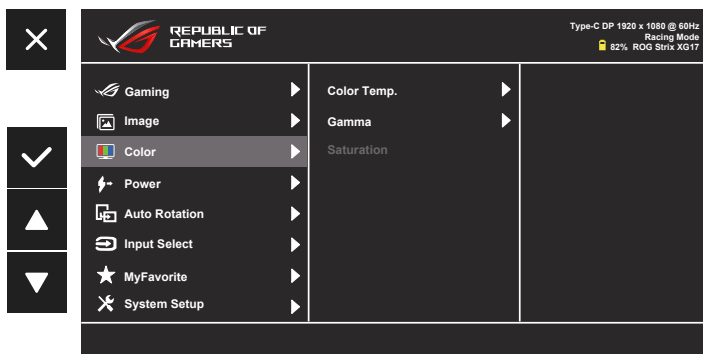 REPUBLIC OF
GAMERS
Type-C DP 1920 x 1080 @ 60Hz
Racing Mode
82% ROG Strix XG17
Gaming
Image
Color
Power
Auto Rotation
Input Select
MyFavorite
System Setup
Color Temp.
Gamma
Saturation